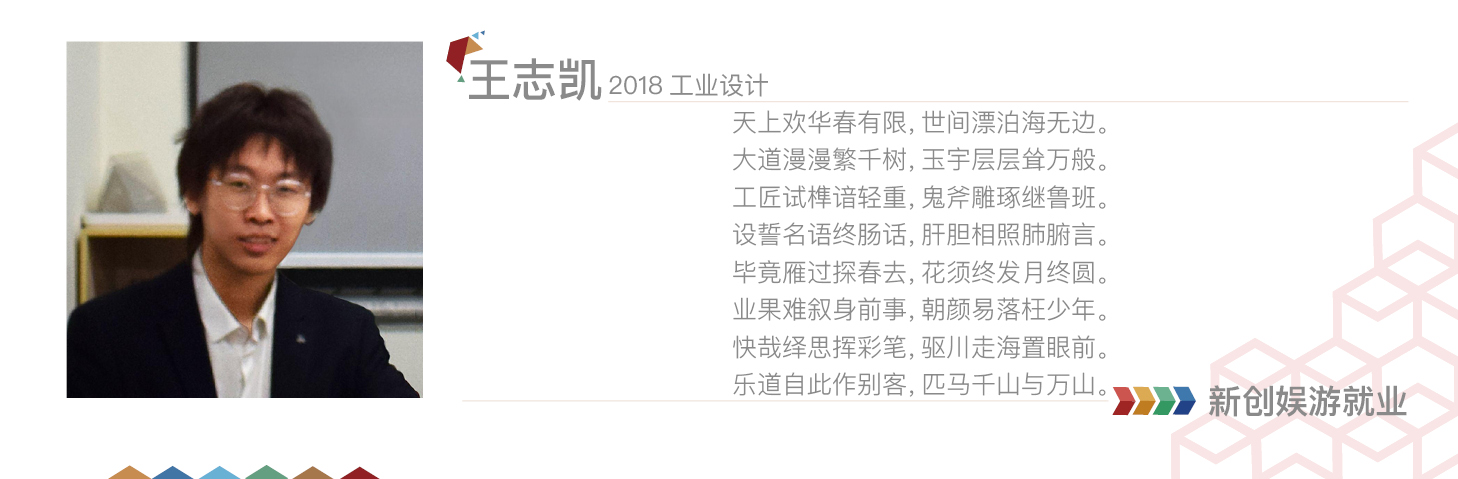 王志凯 2018 工业设计
天上欢华春有限, 世间漂泊海无边。
大道漫漫繁千树, 玉宇层层耸万般。
工匠试榫谙轻重, 鬼斧雕琢继鲁班。
设誓名语终肠话, 肝胆相照肺腑言。
毕竟雁过探春去, 花须终发月终圆。
业果难叙身前事, 朝颜易落枉少年。
快哉绎思挥彩笔, 驱川走海置眼前。
乐道自此作别客, 匹马千山与万山。
新创娱游就业